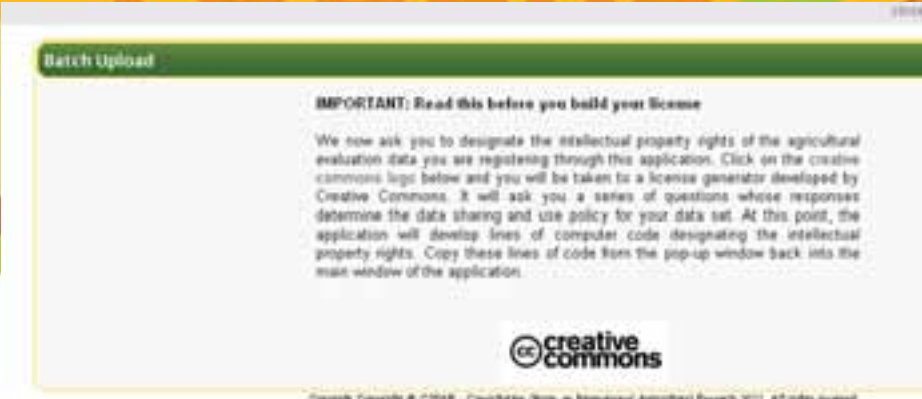 close
Batch Upload
IMPORTANT: Read this before you build your license
We now ask you to designate the intellectual property rights of the agricultural
evaluation data you are registering through this application. Click on the creative
commons logo below and you will be taken to a license generator developed by
Creative Commons. It will ask you a series of questions whose responses
determine the data sharing and use policy for your data set. At this point, the
application will develop lines of computer code designating the intellectual
property rights. Copy these lines of code from the pop-up window back into the
main window of the application.
cc creative
commons